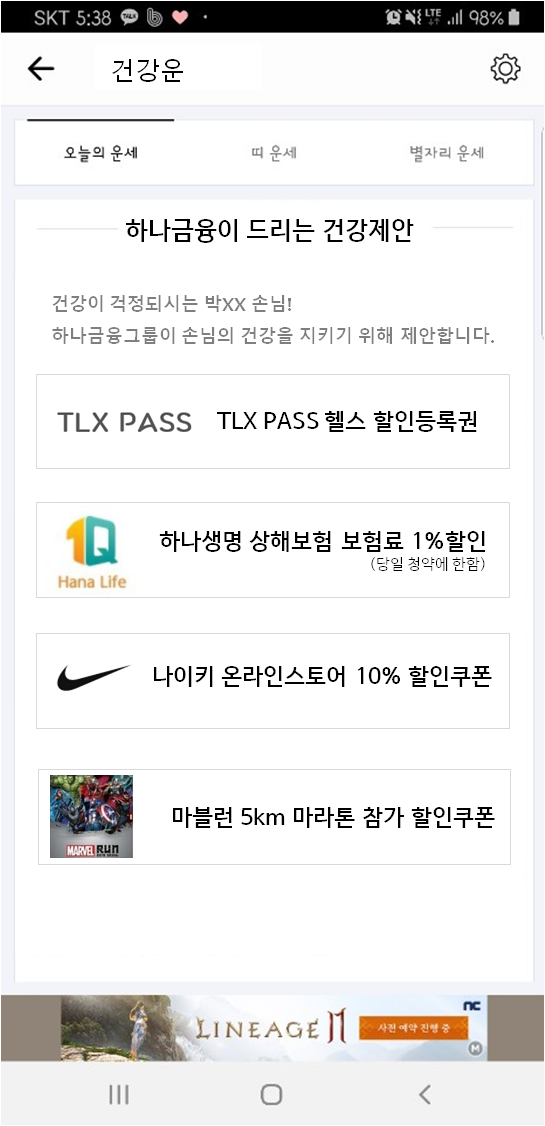 SKT 5:38 TALK LTE 98%
건강운
오늘의 운세 띠 운세 별자리 운세
하나금융이 드리는 건강제안
건강이 걱정되시는 박XX 손님!
하나금융그룹이 손님의 건강을 지키기 위해 제안합니다.
TLX PASS TLX PASS 헬스 할인등록권
1Q
Hana Life
하나생명 상해보험 보험료 1%할인
(당일 청약에 한함)
나이키 온라인스토어 10% 할인쿠폰
MARVEL RUN
마블런 5km 마라톤 참가 할인쿠폰
nc
LINEAGE M 사전 예약 진행 중
M